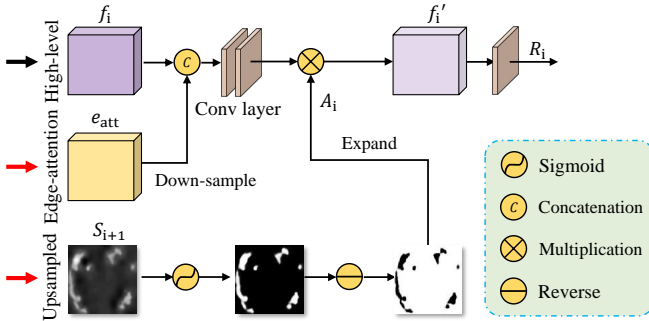 High-level
f_i
C
Conv layer
A_i
f_i′
R_i
Edge-attention
e_att
Down-sample
Expand
Upsampled
S_i+1
Sigmoid
C
Concatenation
Multiplication
Reverse